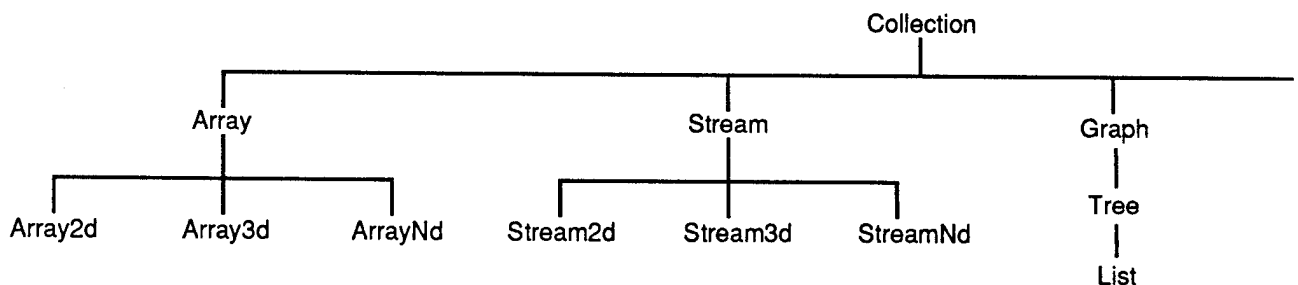 Collection
Array Stream Graph
Tree
Array2d Array3d ArrayNd Stream2d Stream3d StreamNd
List